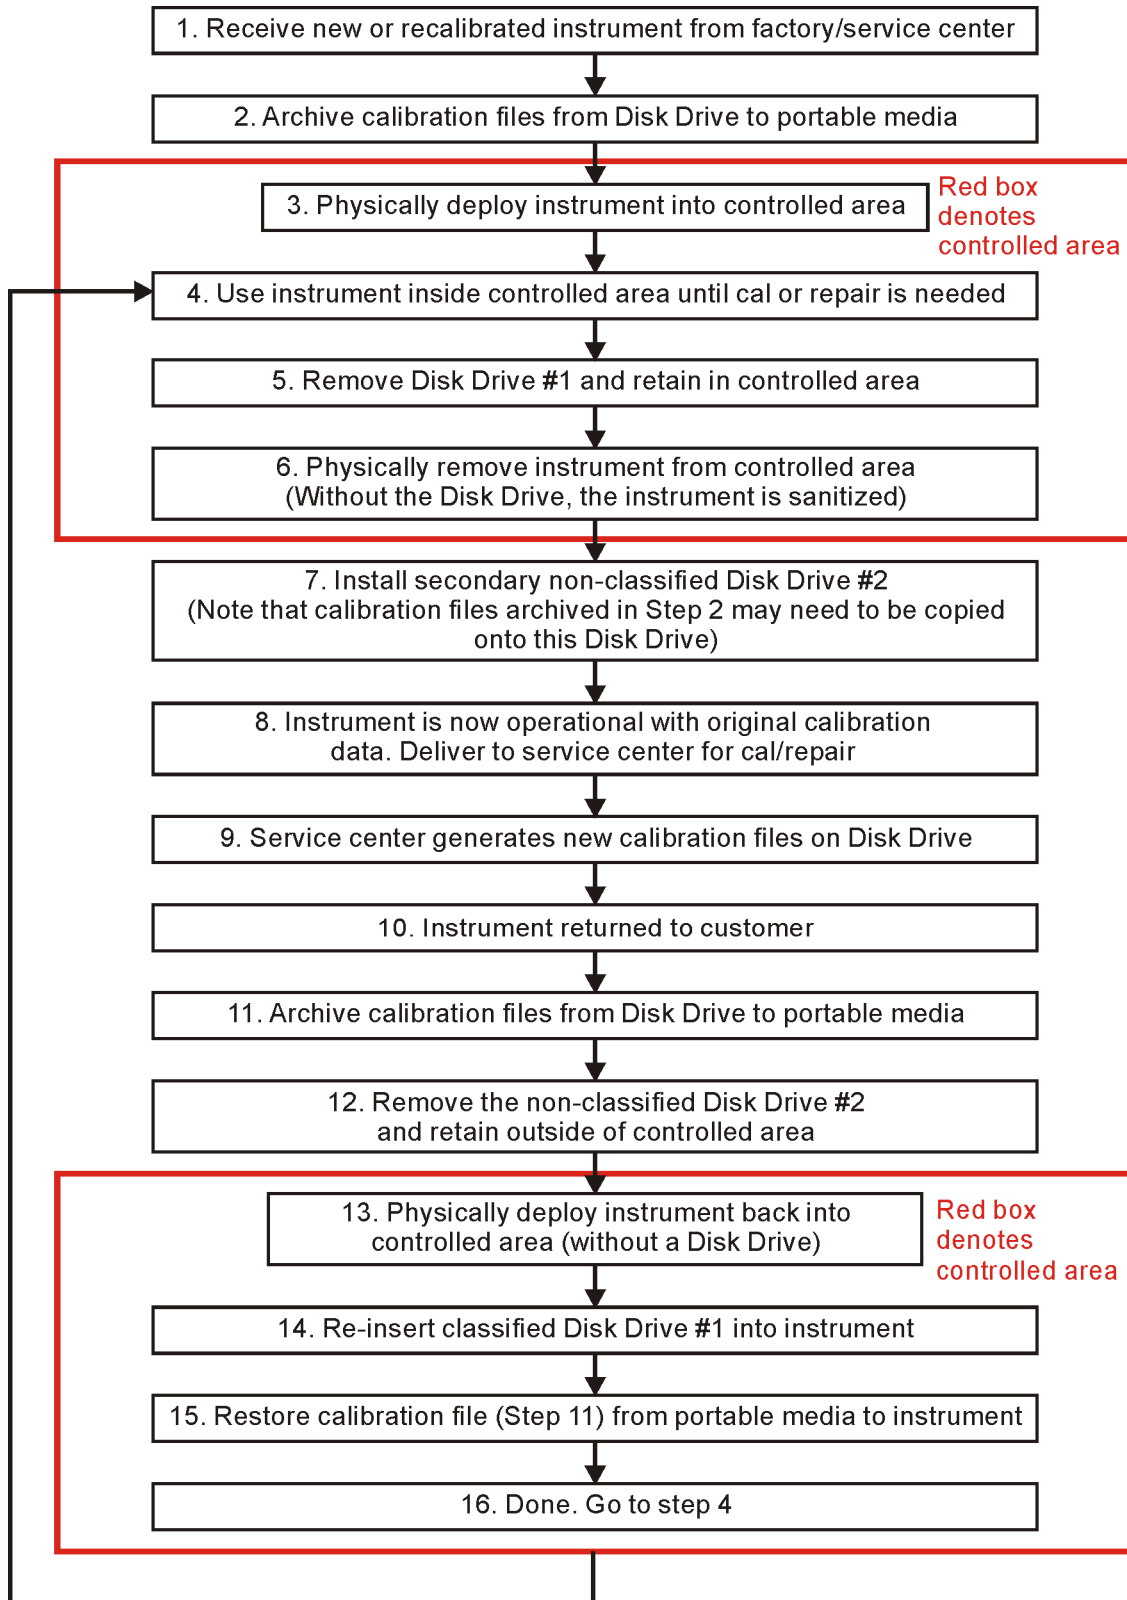 1. Receive new or recalibrated instrument from factory/service center
2. Archive calibration files from Disk Drive to portable media
Red box
denotes
controlled area
3. Physically deploy instrument into controlled area
4. Use instrument inside controlled area until cal or repair is needed
5. Remove Disk Drive #1 and retain in controlled area
6. Physically remove instrument from controlled area
(Without the Disk Drive, the instrument is sanitized)
7. Install secondary non-classified Disk Drive #2
(Note that calibration files archived in Step 2 may need to be copied
onto this Disk Drive)
8. Instrument is now operational with original calibration
data. Deliver to service center for cal/repair
9. Service center generates new calibration files on Disk Drive
10. Instrument returned to customer
11. Archive calibration files from Disk Drive to portable media
12. Remove the non-classified Disk Drive #2
and retain outside of controlled area
13. Physically deploy instrument back into
controlled area (without a Disk Drive)
Red box
denotes
controlled area
14. Re-insert classified Disk Drive #1 into instrument
15. Restore calibration file (Step 11) from portable media to instrument
16. Done. Go to step 4